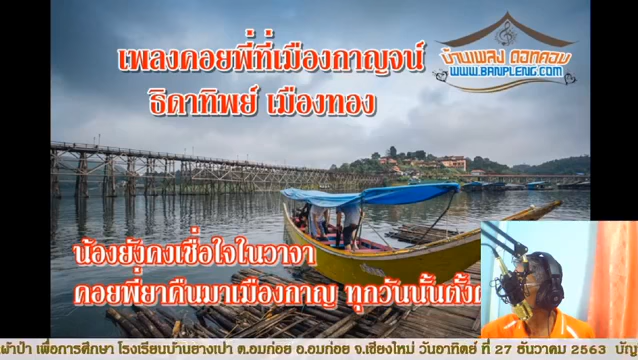 เพลงคอยพี่ที่เมืองกาญจน์
ธิดาทิพย์ เมืองทอง
บ้านเพลง ดอทคอม
WWW.BANPLENG.COM
น้องยังคงเชื่อใจในวาจา
คอยพี่ยาคืนมาเมืองกาญ ทุกวันนั้นตั้ง
ผ้าป่า เพื่อการศึกษา โรงเรียนบ้านยางเปา ต.อมก๋อย อ.อมก๋อย จ.เชียงใหม่ วันอาทิตย์ ที่ 27 ธันวาคม 2563